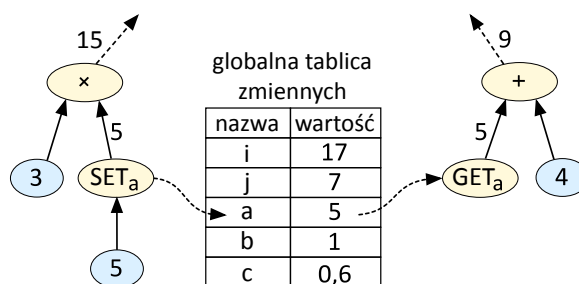 15
×
5
3
SETa
5
globalna tablica
zmiennych
nazwa wartość
i 17
j 7
a 5
b 1
c 0,6
9
+
5
GETa
4